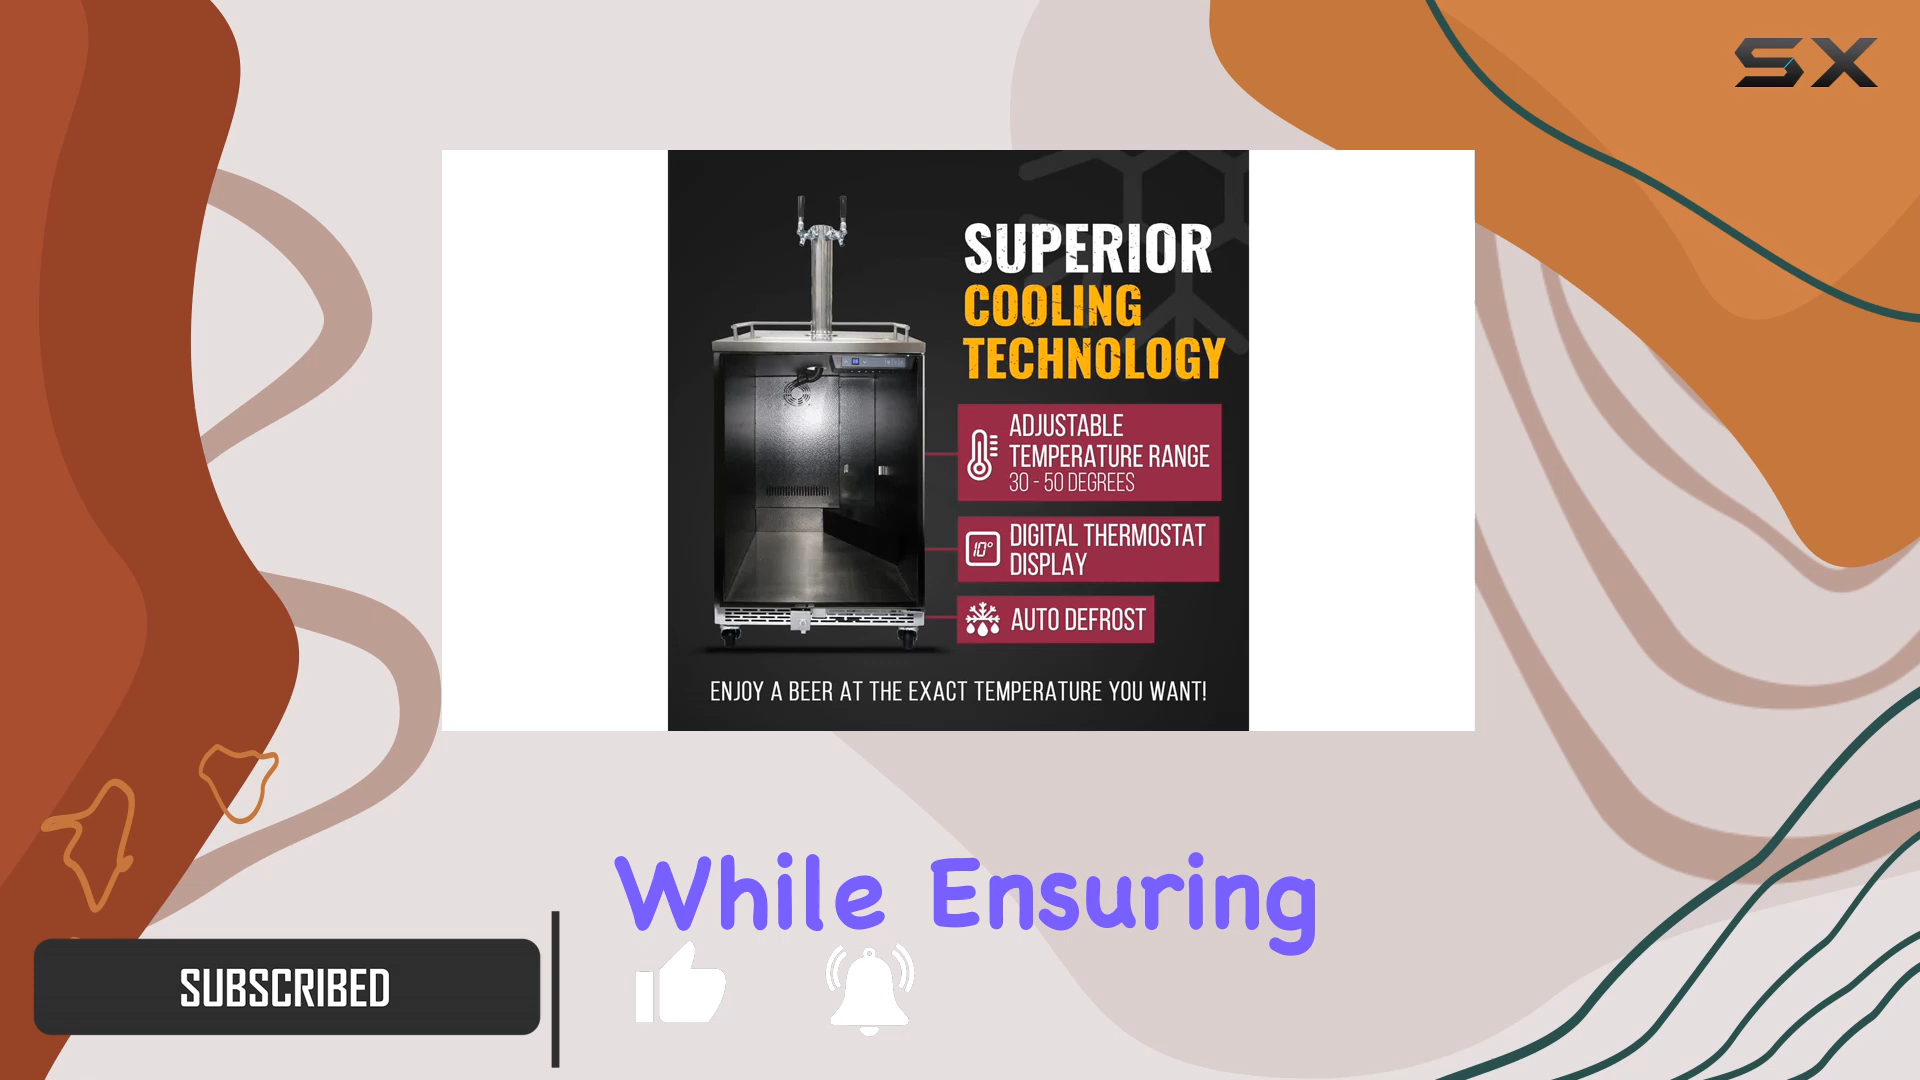 SX
SUPERIOR
COOLING
TECHNOLOGY
ADJUSTABLE
TEMPERATURE RANGE
30 - 50 DEGREES
10°
DIGITAL THERMOSTAT
DISPLAY
AUTO DEFROST
ENJOY A BEER AT THE EXACT TEMPERATURE YOU WANT!
While Ensuring
SUBSCRIBED